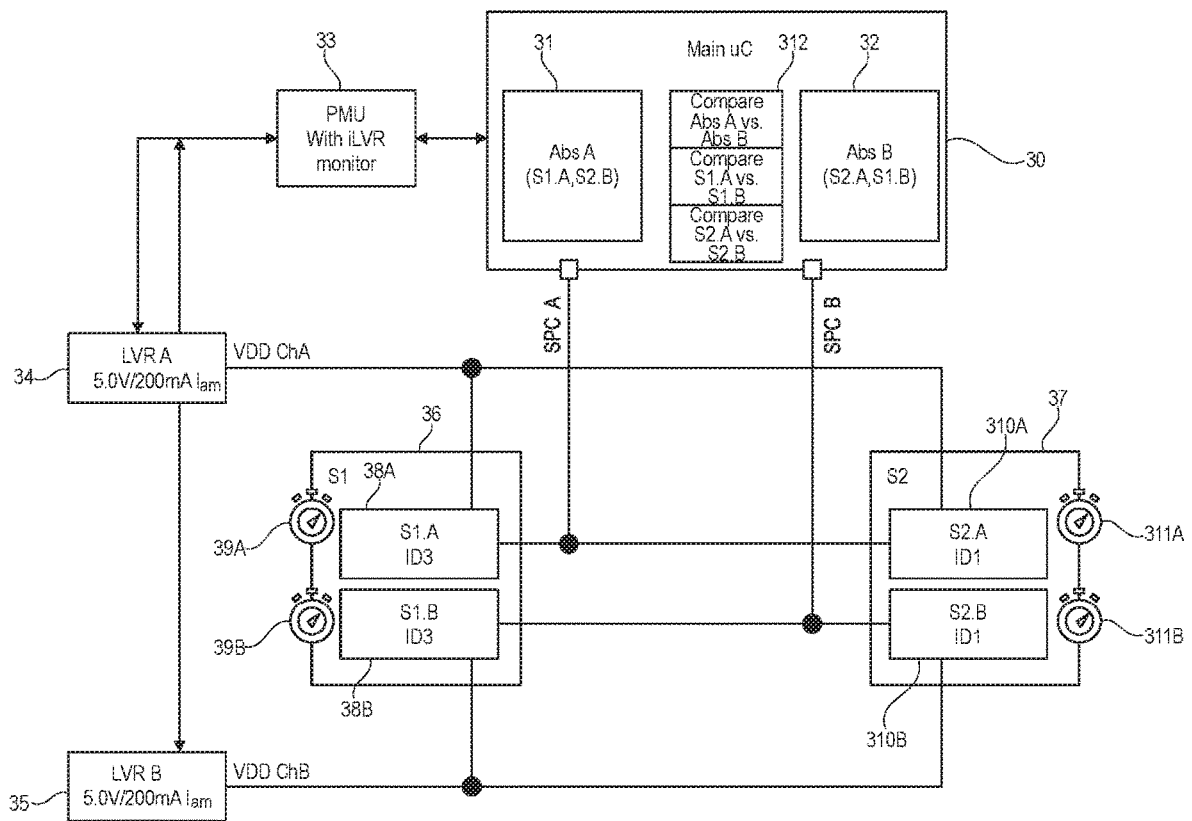 33
PMU
With iLVR
monitor
31
Main uC
312
32
Abs A
(S1.A,S2.B)
Compare
Abs A vs.
Abs B
Compare
S1.A vs.
S1.B
Compare
S2.A vs.
S2.B
Abs B
(S2.A,S1.B)
30
SPC A
SPC B
34
LVR A
5.0V/200mA Iam
VDD ChA
36
37
S1
38A
310A
S2
39A
S1.A
ID3
S2.A
ID1
311A
39B
S1.B
ID3
S2.B
ID1
311B
38B
310B
35
LVR B
5.0V/200mA Iam
VDD ChB